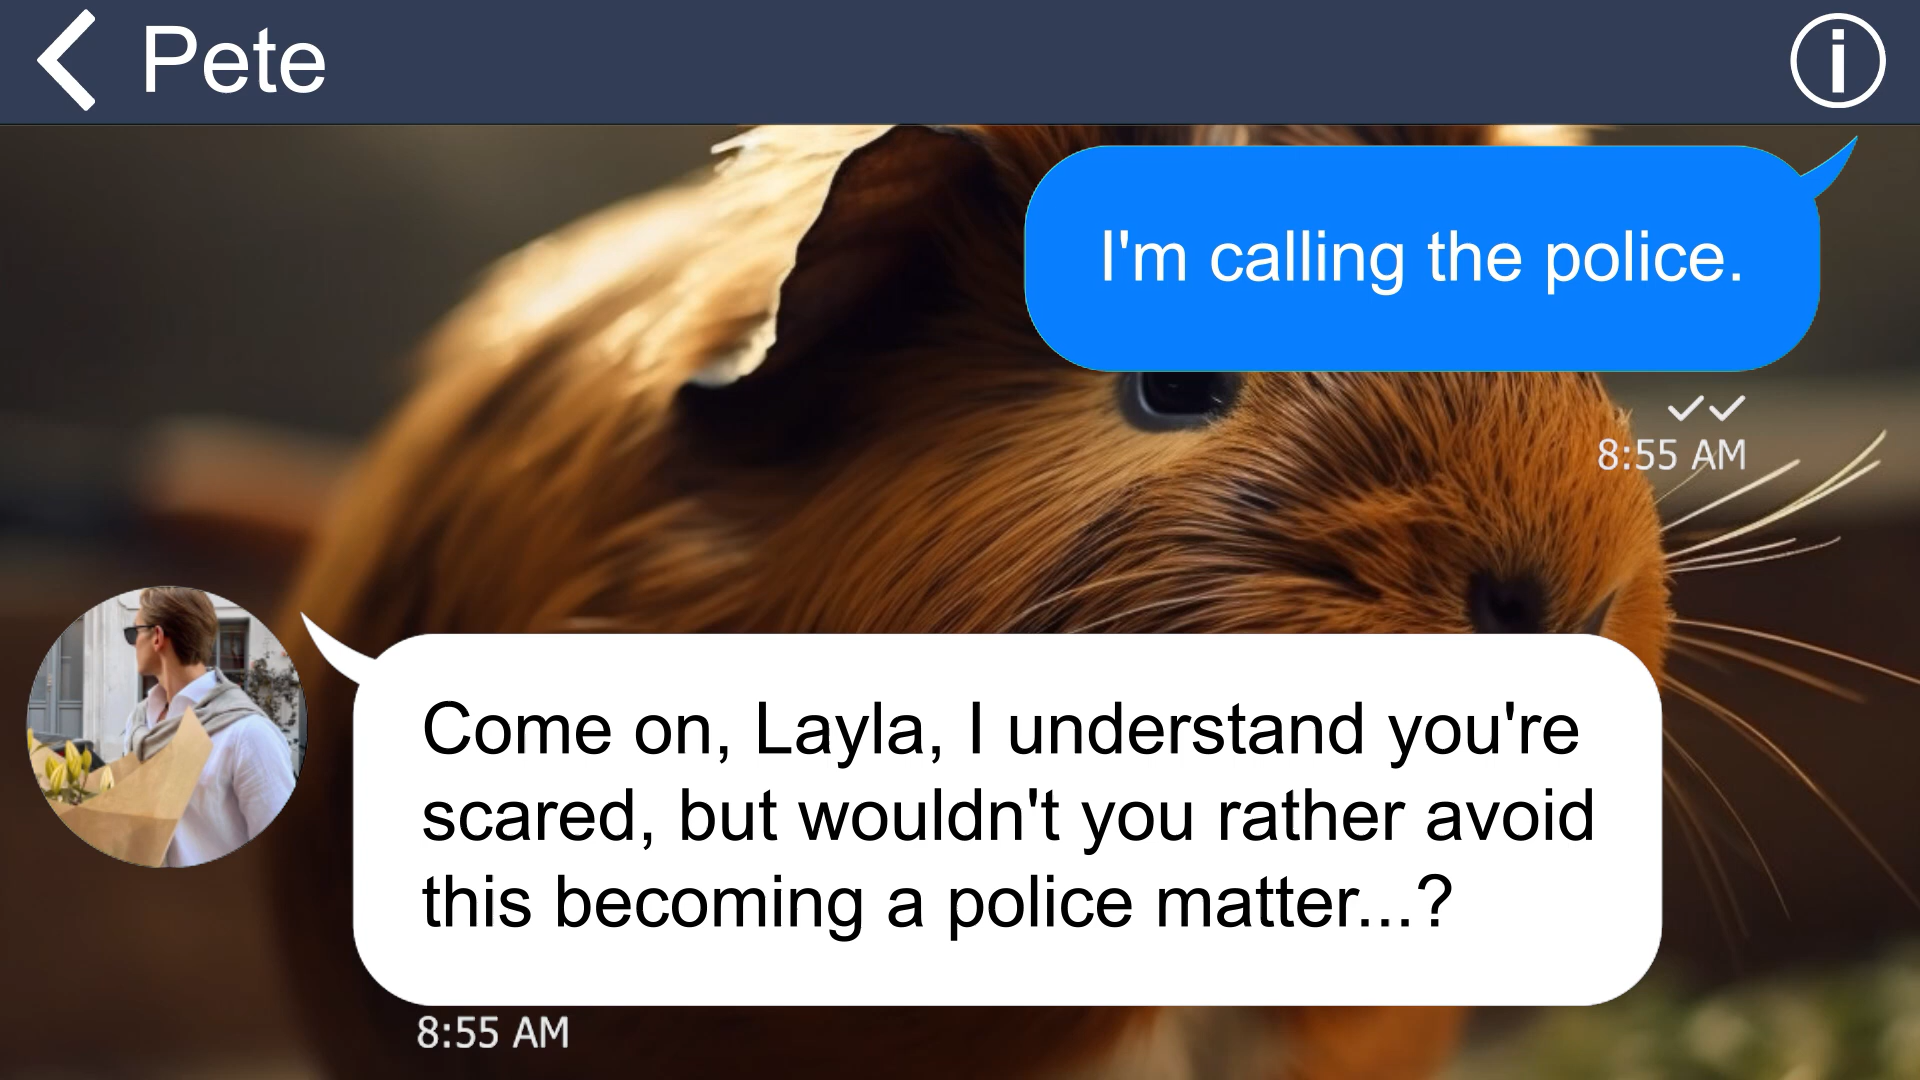 Pete
I'm calling the police.
8:55 AM
Come on, Layla, I understand you're
scared, but wouldn't you rather avoid
this becoming a police matter...?
8:55 AM